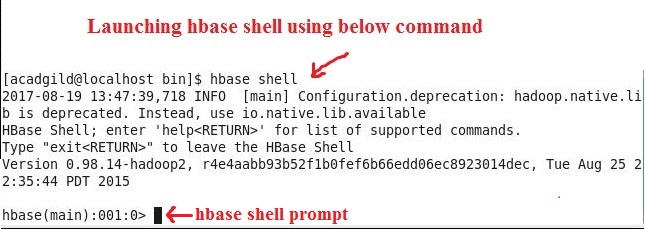 Launching hbase shell using below command
[acadgild@localhost bin]$ hbase shell
2017-08-19 13:47:39,718 INFO  [main] Configuration.deprecation: hadoop.native.li
b is deprecated. Instead, use io.native.lib.available
HBase Shell; enter 'help<RETURN>' for list of supported commands.
Type "exit<RETURN>" to leave the HBase Shell
Version 0.98.14-hadoop2, r4e4aabb93b52f1b0fef6b66edd06ec8923014dec, Tue Aug 25 2
2:35:44 PDT 2015
hbase(main):001:0> hbase shell prompt